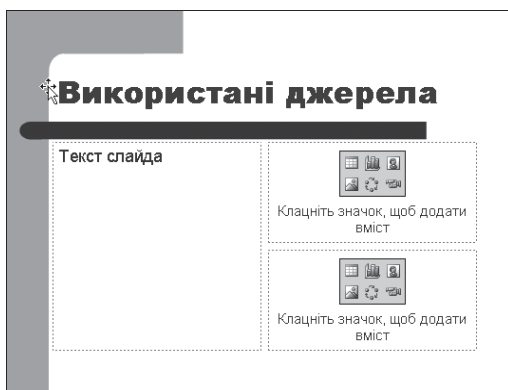 Використані джерела
Текст слайда
Клацніть значок, щоб додати
вміст
Клацніть значок, щоб додати
вміст